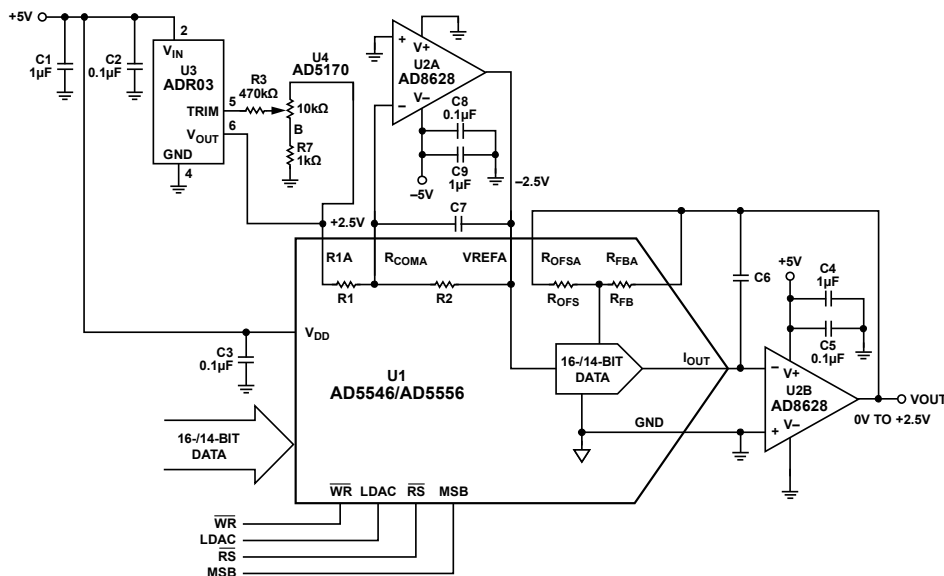 +5V
C1
1µF
C2
0.1µF
2
VIN
U3
ADR03
TRIM
5
VOUT
6
GND
4
R3
470kΩ
U4
AD5170
10kΩ
B
R7
1kΩ
+
V+
U2A
AD8628
–
V–
C8
0.1µF
C9
1µF
–5V
–2.5V
+2.5V
C7
R1A
RCOMA
VREFA
ROFSA
RFBA
R1
R2
ROFS
RFB
C6
+5V
C4
1µF
C5
0.1µF
VDD
C3
0.1µF
U1
AD5546/AD5556
16-/14-BIT
DATA
IOUT
–
V+
U2B
AD8628
+
V–
VOUT
0V TO +2.5V
GND
16-/14-BIT
DATA
WR LDAC RS MSB
WR
LDAC
RS
MSB